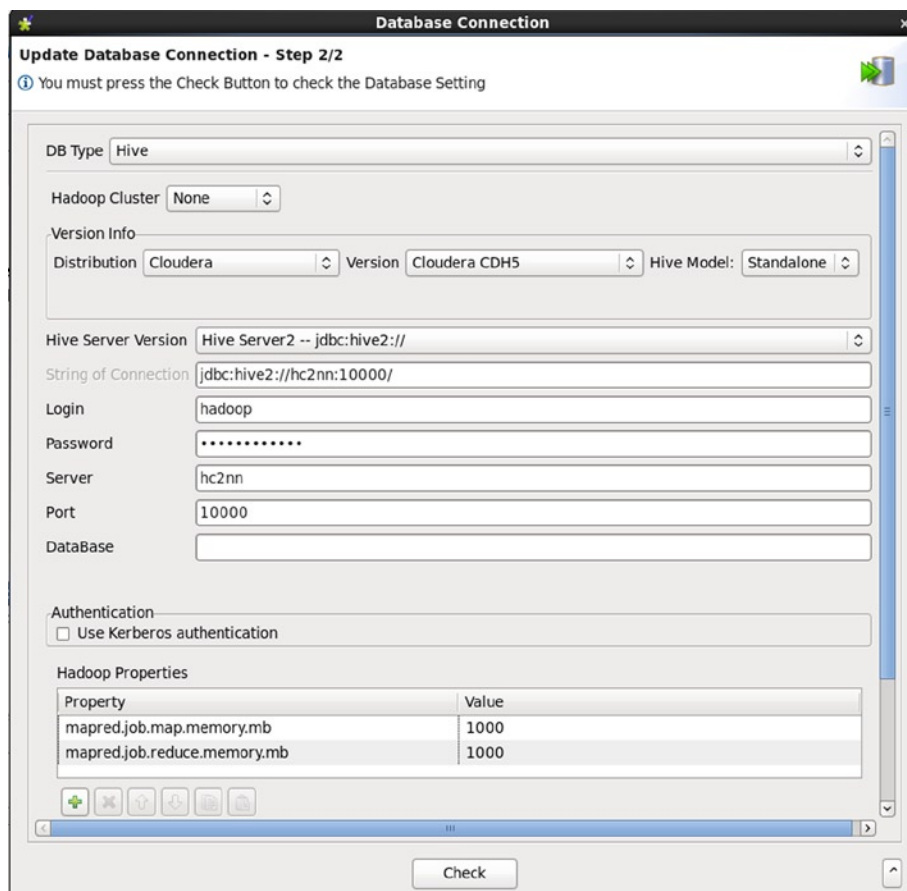 Database Connection
Update Database Connection - Step 2/2
You must press the Check Button to check the Database Setting
DB Type Hive
Hadoop Cluster None
Version Info
Distribution Cloudera Version Cloudera CDH5 Hive Model: Standalone
Hive Server Version Hive Server2 -- jdbc:hive2://
String of Connection jdbc:hive2://hc2nn:10000/
Login hadoop
Password ••••••••••••
Server hc2nn
Port 10000
DataBase
Authentication
Use Kerberos authentication
Hadoop Properties
Property Value
mapred.job.map.memory.mb 1000
mapred.job.reduce.memory.mb 1000
Check